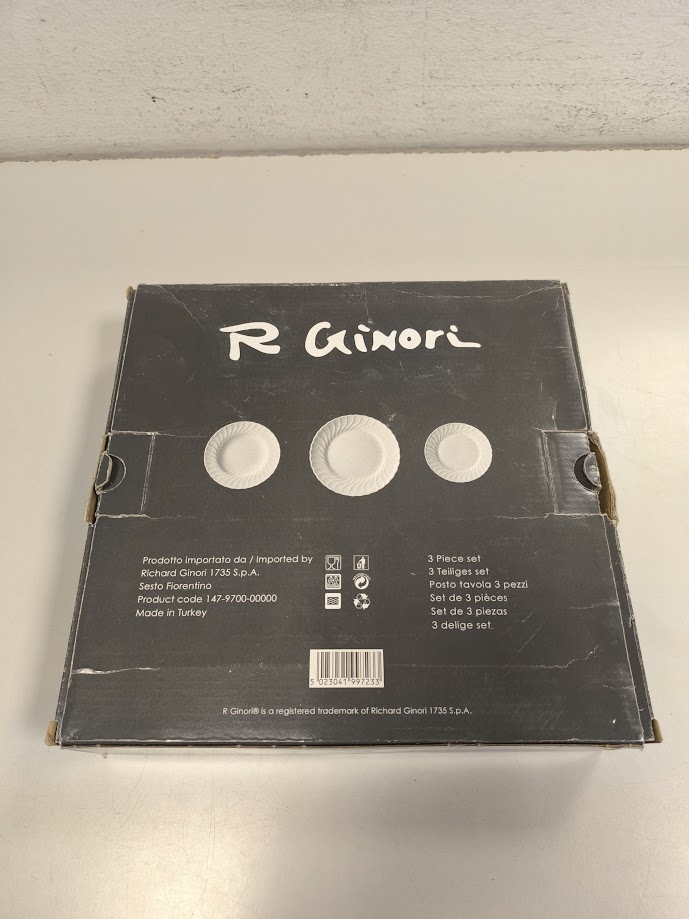 R Ginori
Prodotto importato da / Imported by
Richard Ginori 1735 S.p.A.
Sesto Fiorentino
Product code 147-9700-00000
Made in Turkey
3 Piece set
3 Teiliges set
Posto tavola 3 pezzi
Set de 3 pièces
Set de 3 piezas
3 delige set.
5 023041 997233
R Ginori® is a registered trademark of Richard Ginori 1735 S.p.A.